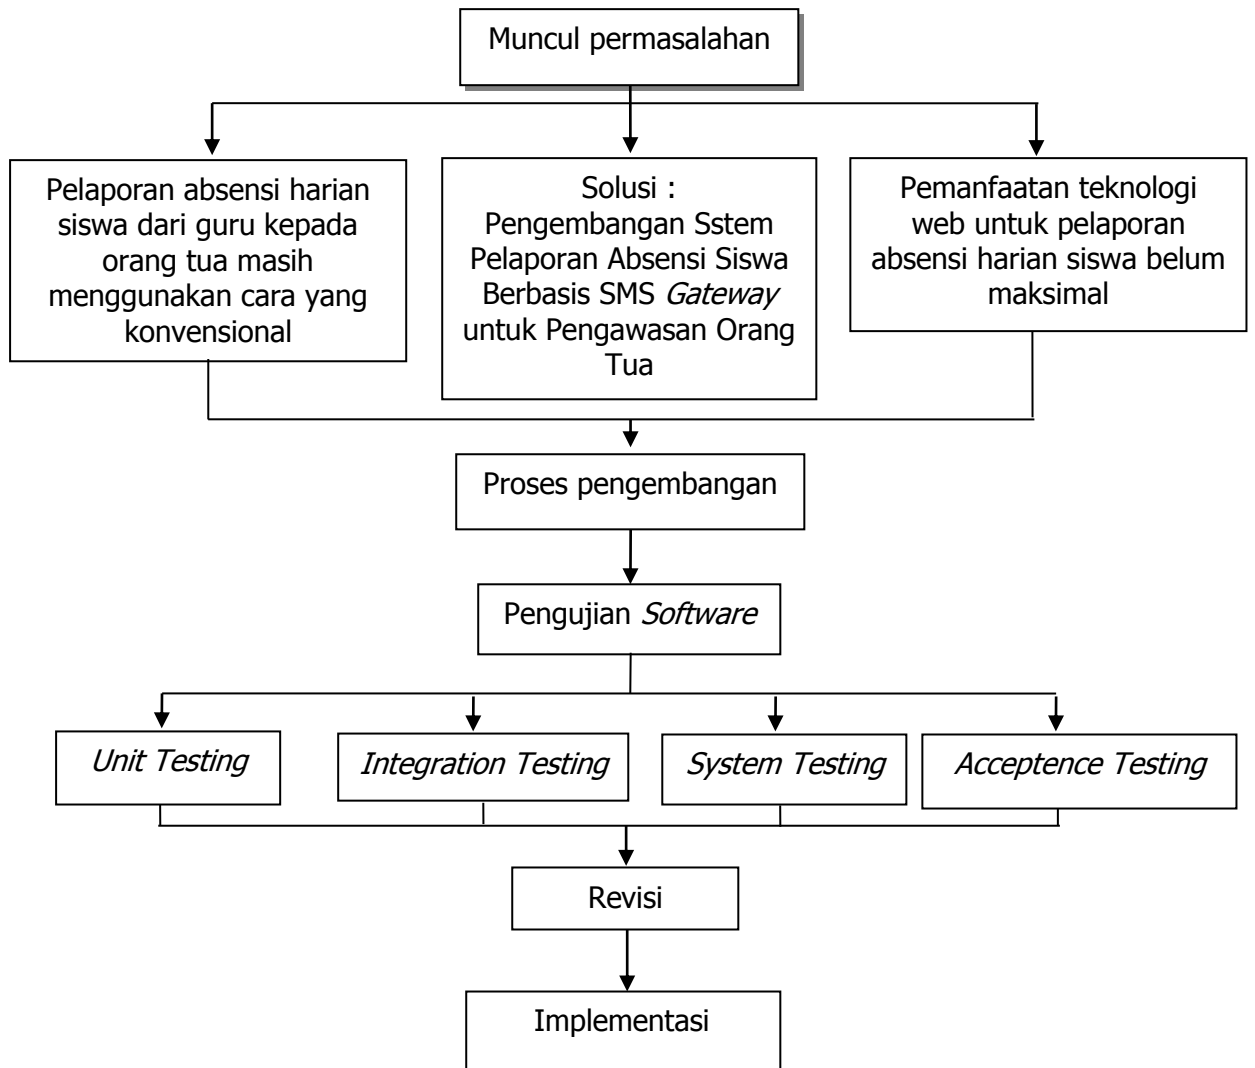 Muncul permasalahan
Pelaporan absensi harian
siswa dari guru kepada
orang tua masih
menggunakan cara yang
konvensional
Solusi :
Pengembangan Sstem
Pelaporan Absensi Siswa
Berbasis SMS Gateway
untuk Pengawasan Orang
Tua
Pemanfaatan teknologi
web untuk pelaporan
absensi harian siswa belum
maksimal
Proses pengembangan
Pengujian Software
Unit Testing
Integration Testing
System Testing
Acceptence Testing
Revisi
Implementasi